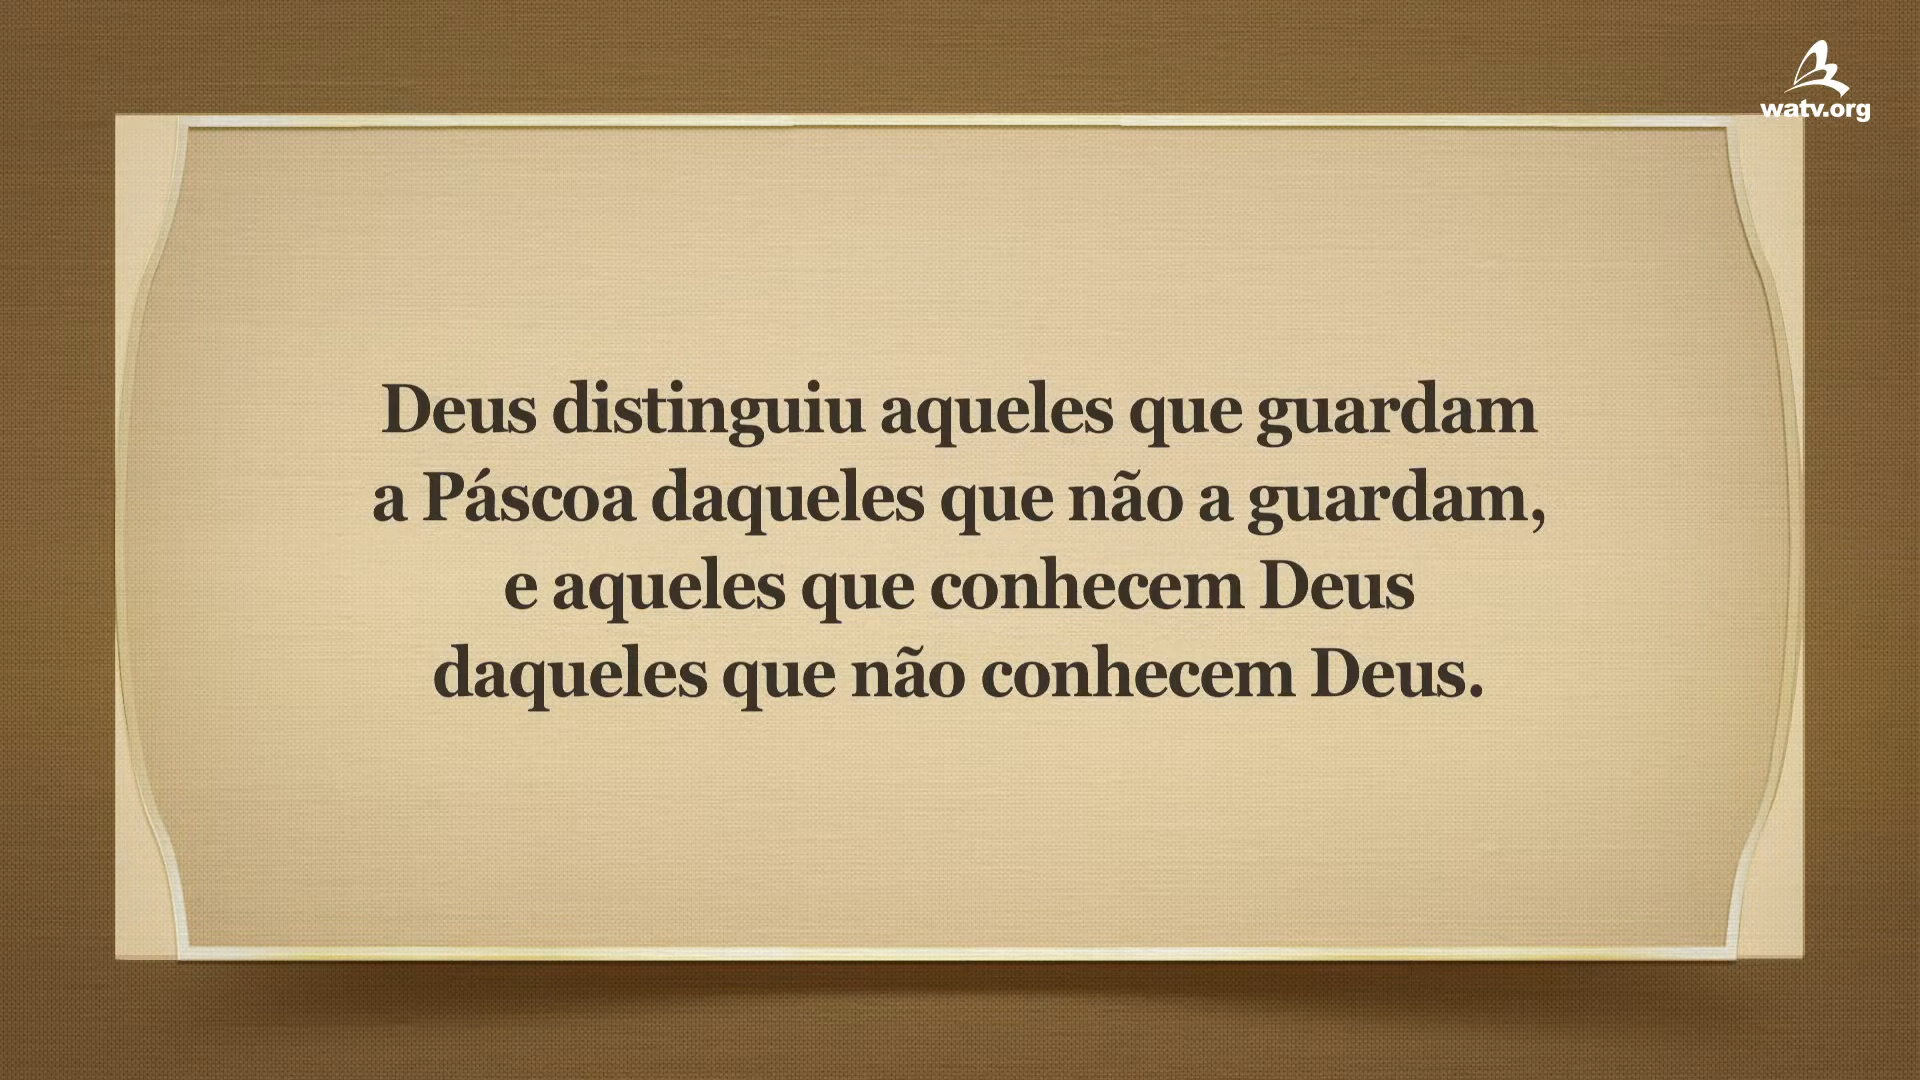 watv.org
Deus distinguiu aqueles que guardam
a Páscoa daqueles que não a guardam,
e aqueles que conhecem Deus
daqueles que não conhecem Deus.